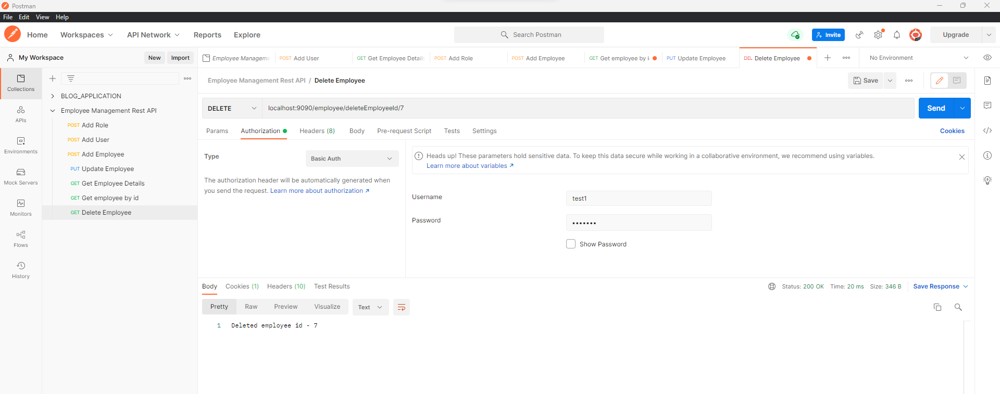 Postman
File Edit View Help
Home Workspaces API Network Reports Explore Search Postman Invite Upgrade
My Workspace New Import
Employee Manageme POST Add User GET Get Employee Details POST Add Role POST Add Employee GET Get employee by i PUT Update Employee DEL Delete Employee No Environment
Collections
APIs
Environments
Mock Servers
Monitors
Flows
History
BLOG_APPLICATION
Employee Management Rest API
POST Add Role
POST Add User
POST Add Employee
PUT Update Employee
GET Get Employee Details
GET Get employee by id
GET Delete Employee
Employee Management Rest API / Delete Employee Save
DELETE localhost:9090/employee/deleteEmployeeId/7 Send
Params Authorization Headers (8) Body Pre-request Script Tests Settings Cookies
Type Basic Auth
The authorization header will be automatically generated when
you send the request. Learn more about authorization ↗
Heads up! These parameters hold sensitive data. To keep this data secure while working in a collaborative environment, we recommend using variables.
Learn more about variables ↗
Username test1
Password •••••••
Show Password
Body Cookies (1) Headers (10) Test Results Status: 200 OK Time: 20 ms Size: 346 B Save Response
Pretty Raw Preview Visualize Text
1 Deleted employee id - 7